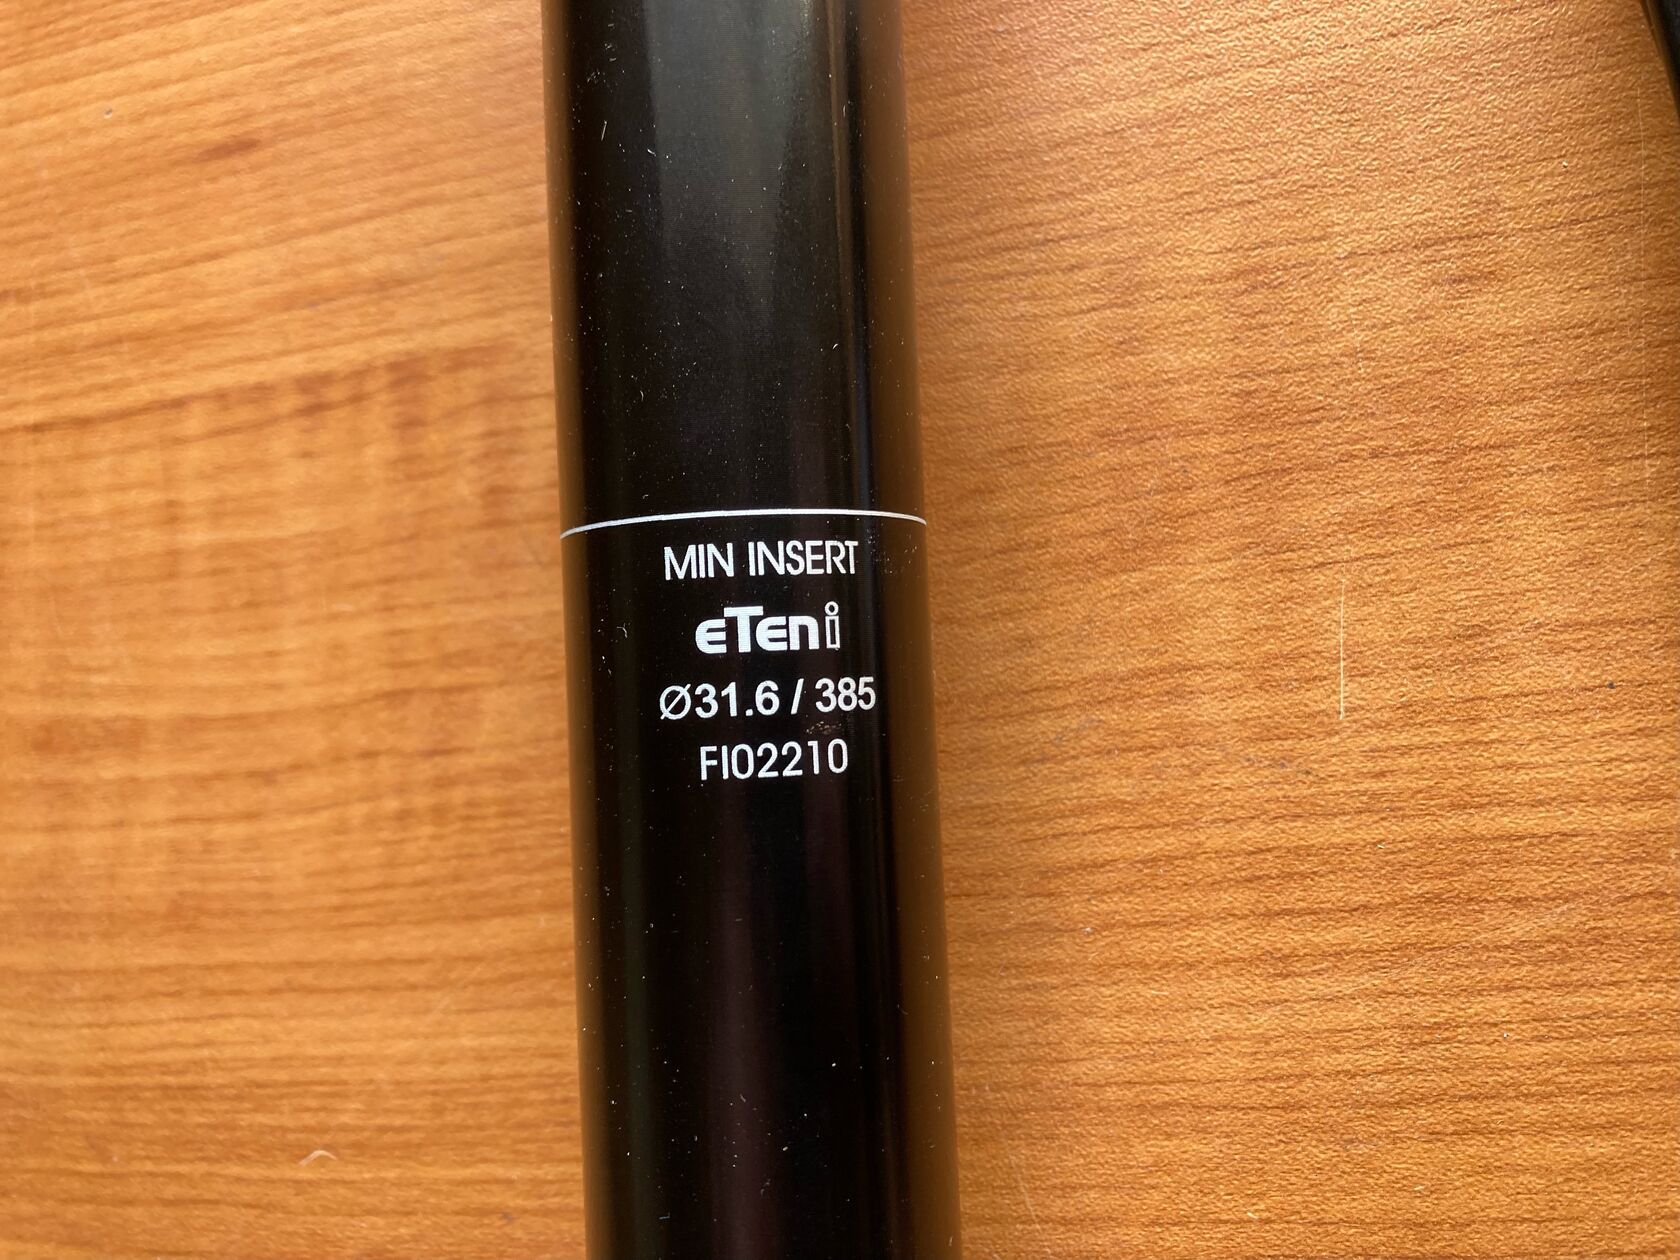 MIN INSERT
eTen i
Ø31.6 / 385
FI02210